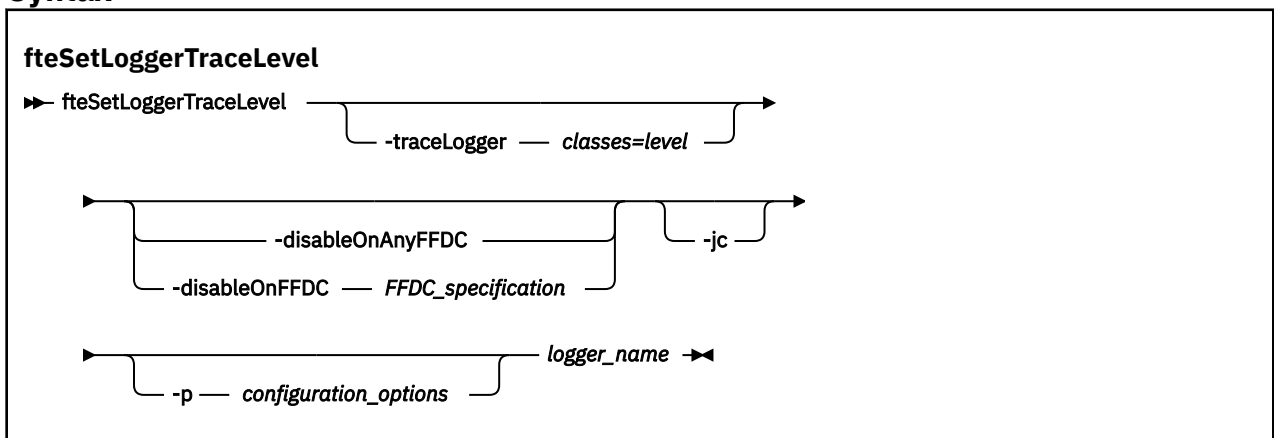 Syntax
fteSetLoggerTraceLevel
fteSetLoggerTraceLevel
-traceLogger classes=level
-disableOnAnyFFDC
-jc
-disableOnFFDC FFDC_specification
logger_name
-p configuration_options